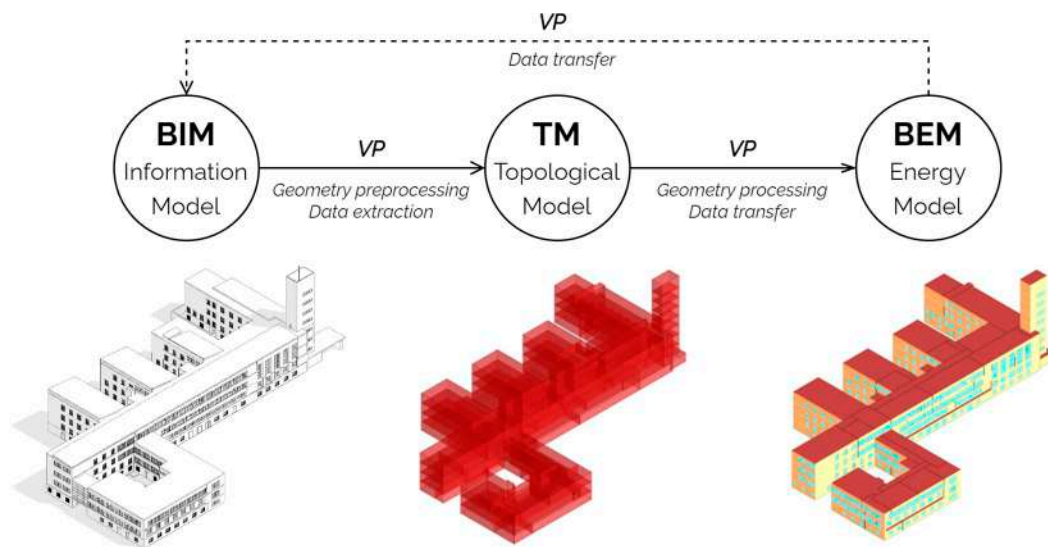 VP
Data transfer
BIM
Information
Model
VP
Geometry preprocessing
Data extraction
TM
Topological
Model
VP
Geometry processing
Data transfer
BEM
Energy
Model